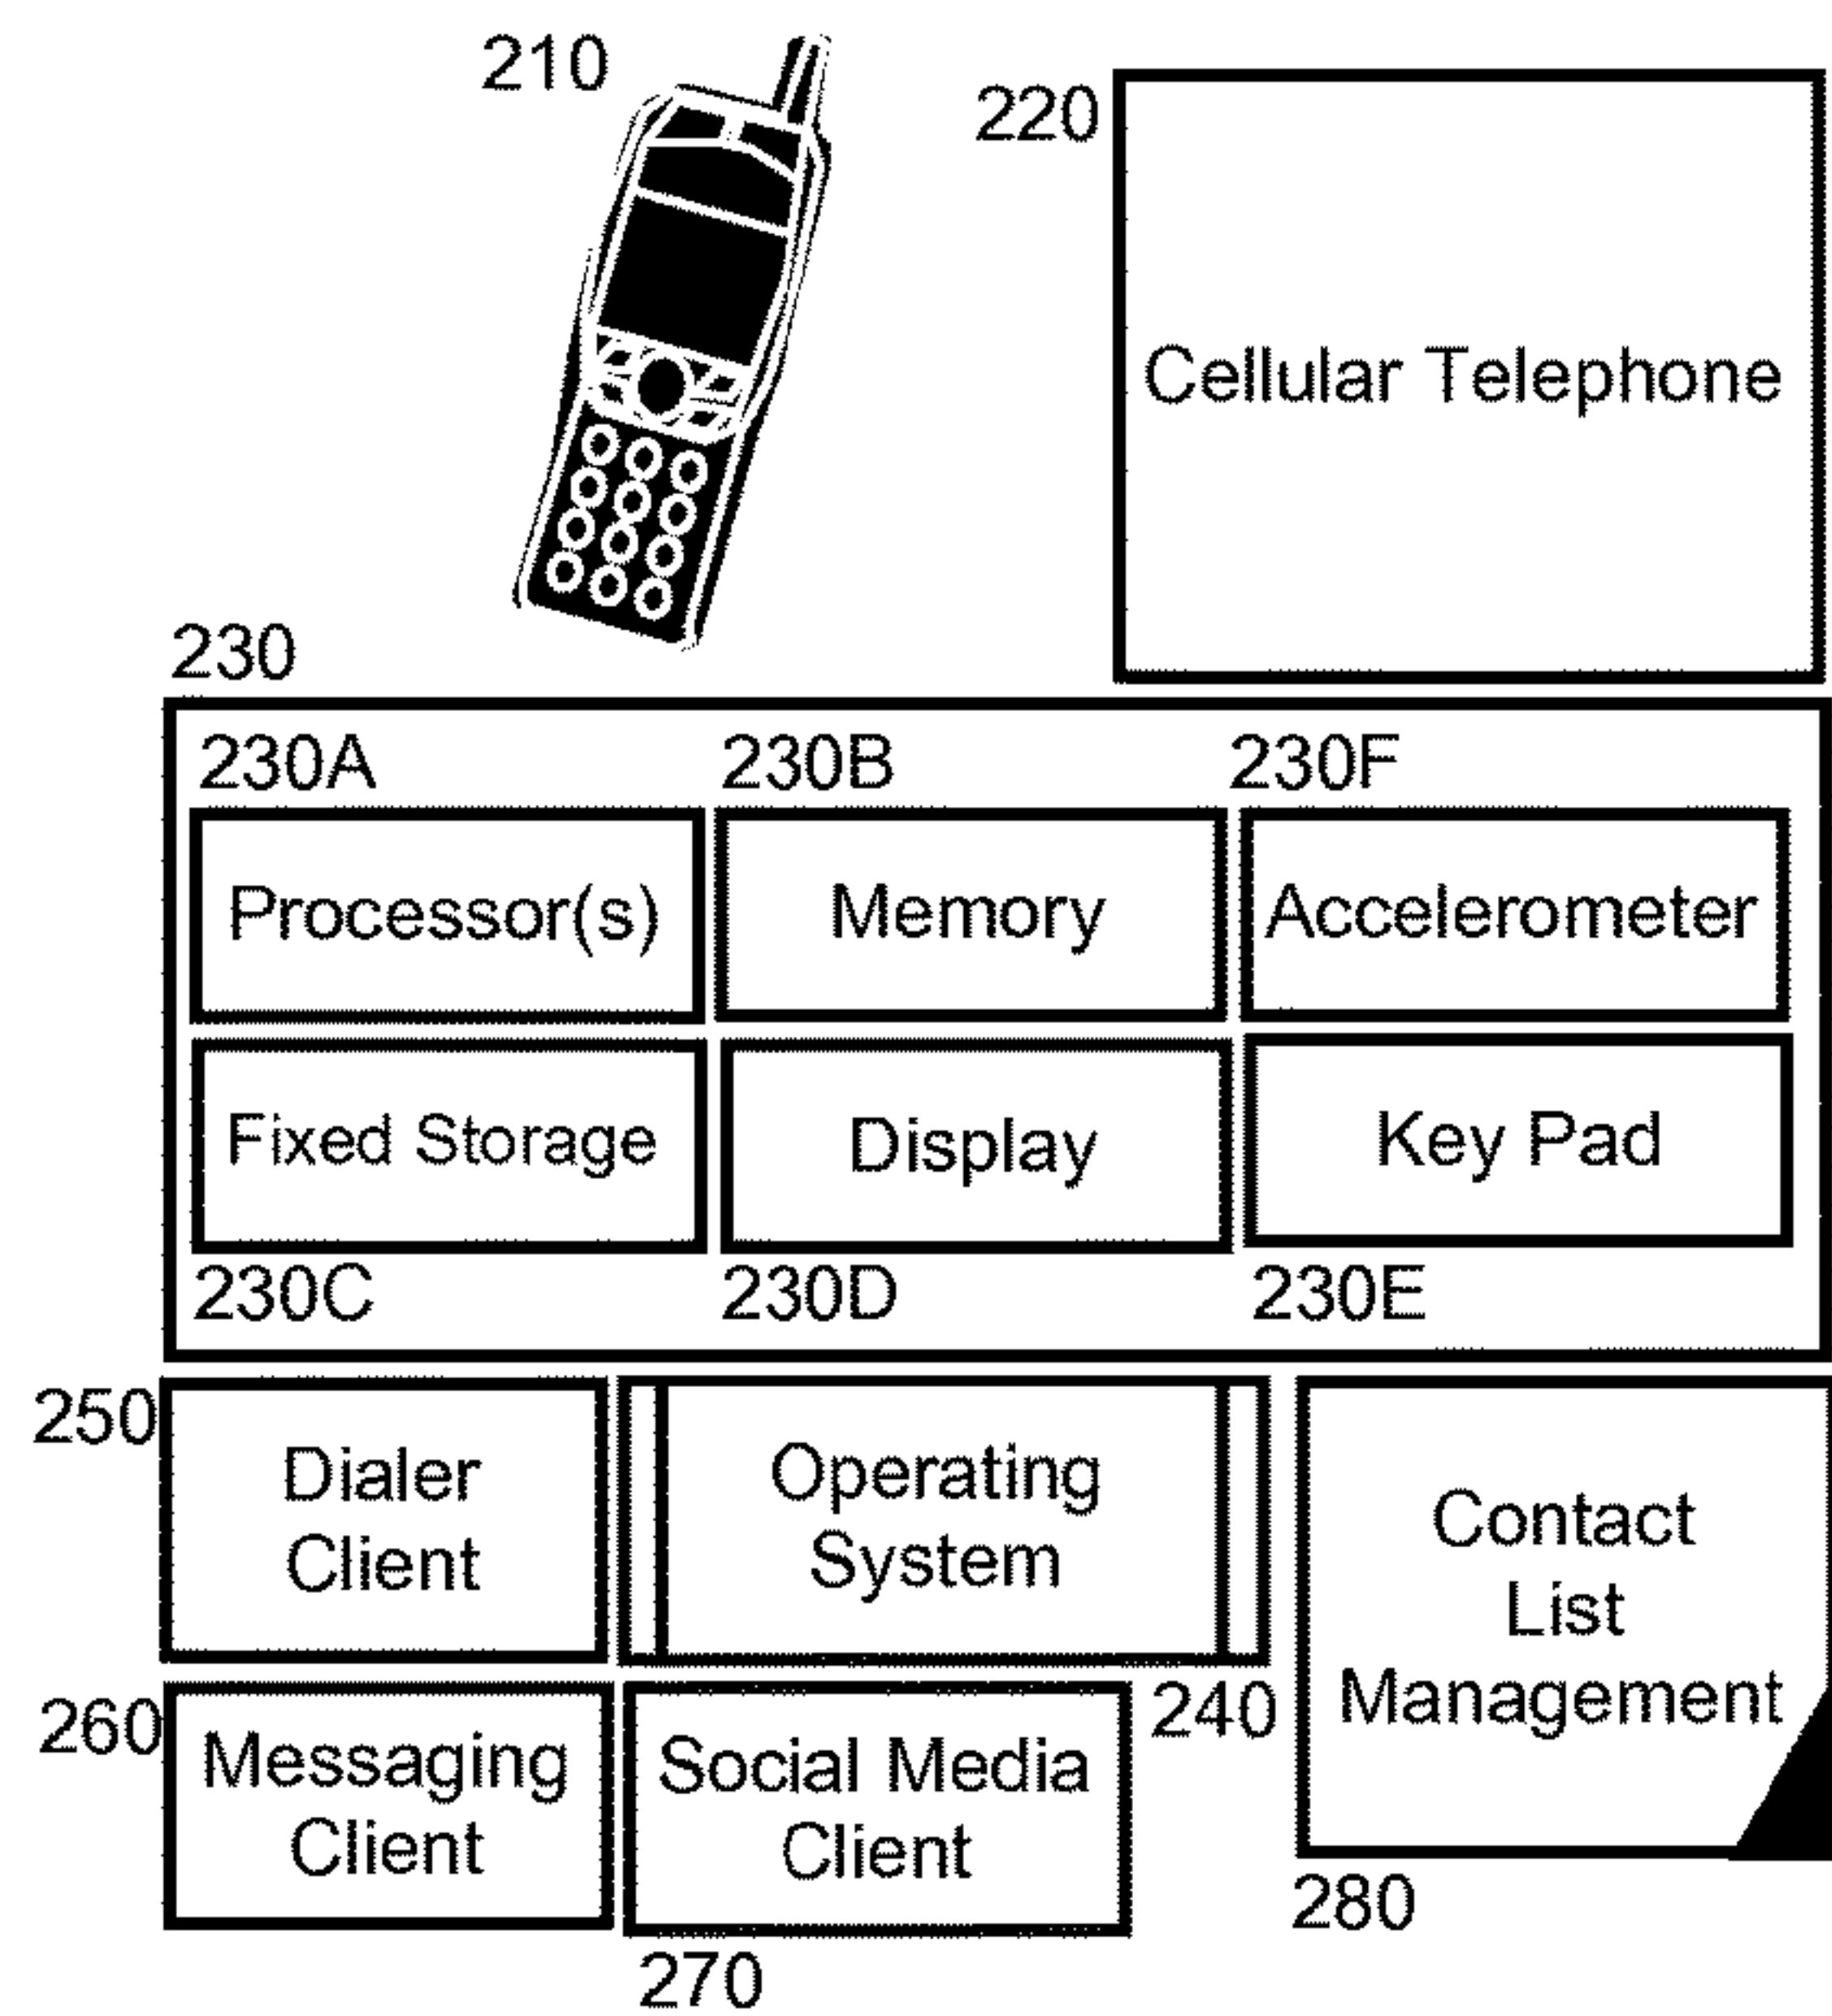 210
220
Cellular Telephone
230
230A 230B 230F
Processor(s) Memory Accelerometer
Fixed Storage Display Key Pad
230C 230D 230E
250
Dialer
Client
Operating
System
240
Contact
List
Management
280
260
Messaging
Client
Social Media
Client
270